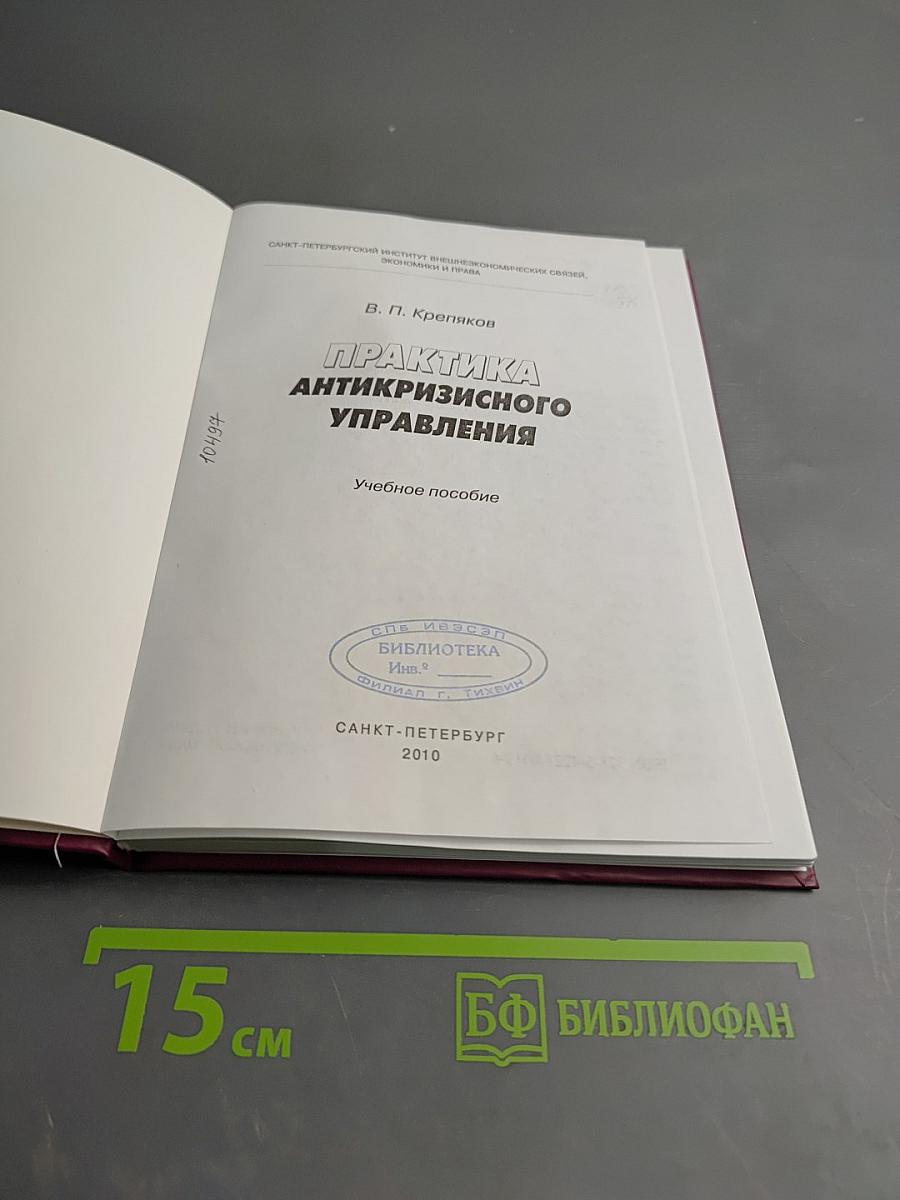 САНКТ-ПЕТЕРБУРГСКИЙ ИНСТИТУТ ВНЕШНЕЭКОНОМИЧЕСКИХ СВЯЗЕЙ,
ЭКОНОМИКИ И ПРАВА
В. П. Крепяков
ПРАКТИКА
АНТИКРИЗИСНОГО
УПРАВЛЕНИЯ
10497
Учебное пособие
СПБ ИВЭСЭП
БИБЛИОТЕКА
Инв.º
ФИЛИАЛ Г. ТИХВИН
САНКТ-ПЕТЕРБУРГ
2010
15 см
БФ БИБЛИОФАН